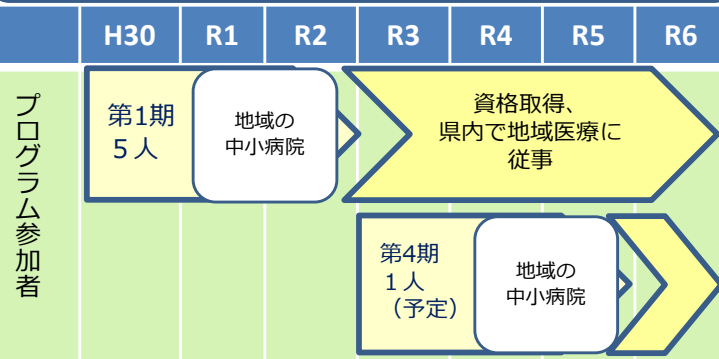 H30 R1 R2 R3 R4 R5 R6
プログラム参加者
第1期
５人
地域の
中小病院
資格取得、
県内で地域医療に
従事
第4期
１人
（予定）
地域の
中小病院